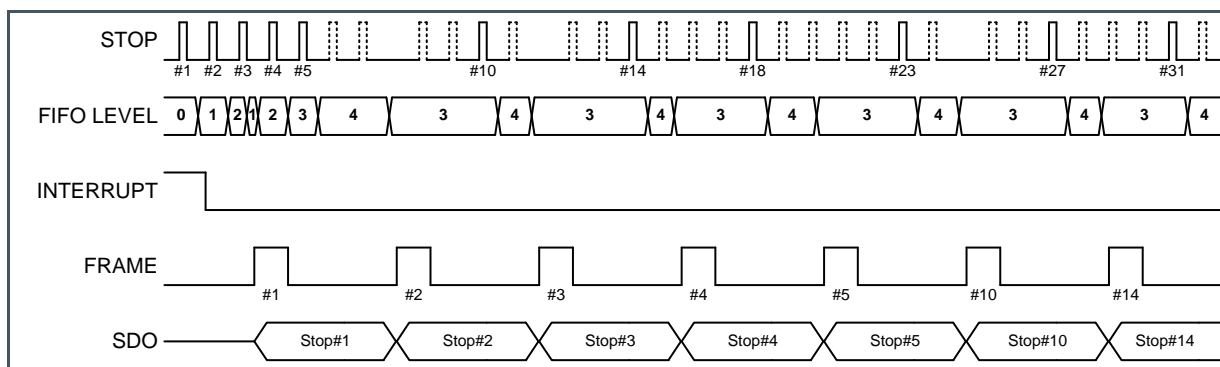 STOP
#1 #2 #3 #4 #5 #10 #14 #18 #23 #27 #31
FIFO LEVEL 0 1 2 1 2 3 4 3 4 3 4 3 4 3 4 3 4 3 4
INTERRUPT
FRAME
#1 #2 #3 #4 #5 #10 #14
SDO Stop#1 Stop#2 Stop#3 Stop#4 Stop#5 Stop#10 Stop#14